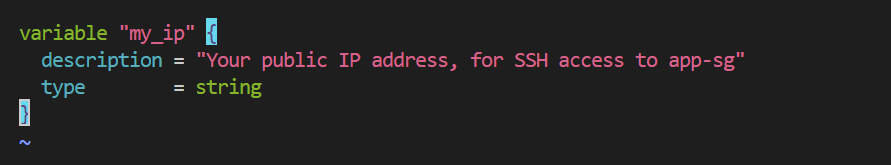 variable "my_ip" {
  description = "Your public IP address, for SSH access to app-sg"
  type        = string
}
~